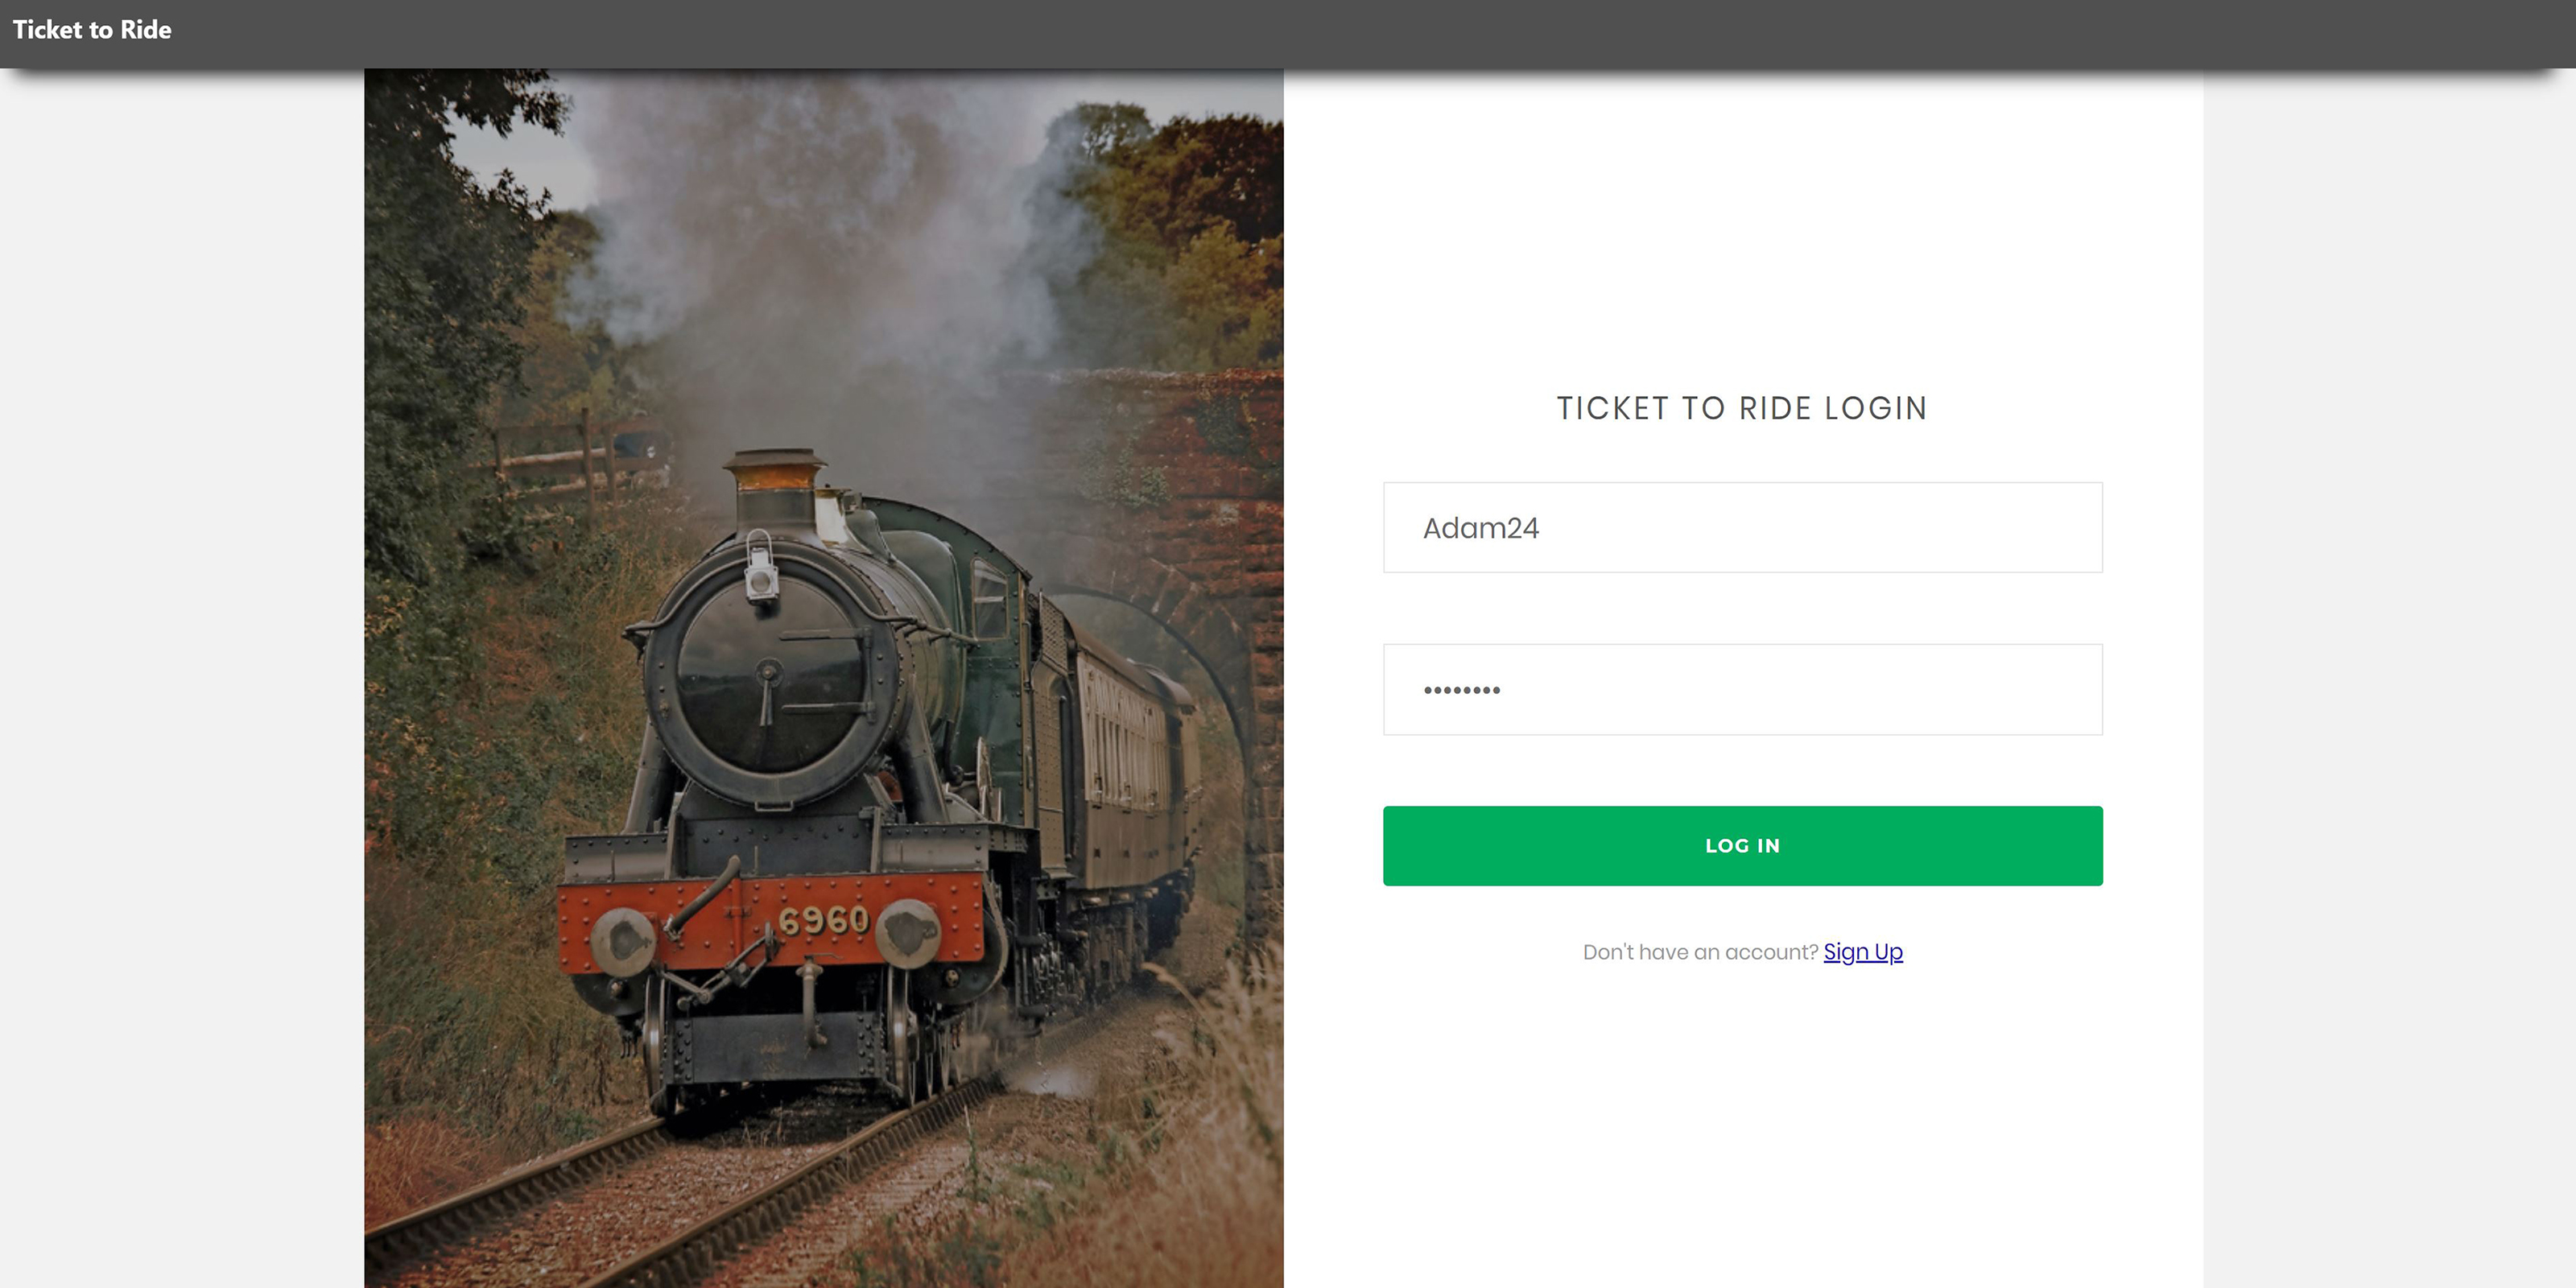 Ticket to Ride
TICKET TO RIDE LOGIN
Adam24
••••••••
LOG IN
Don't have an account? Sign Up
6960